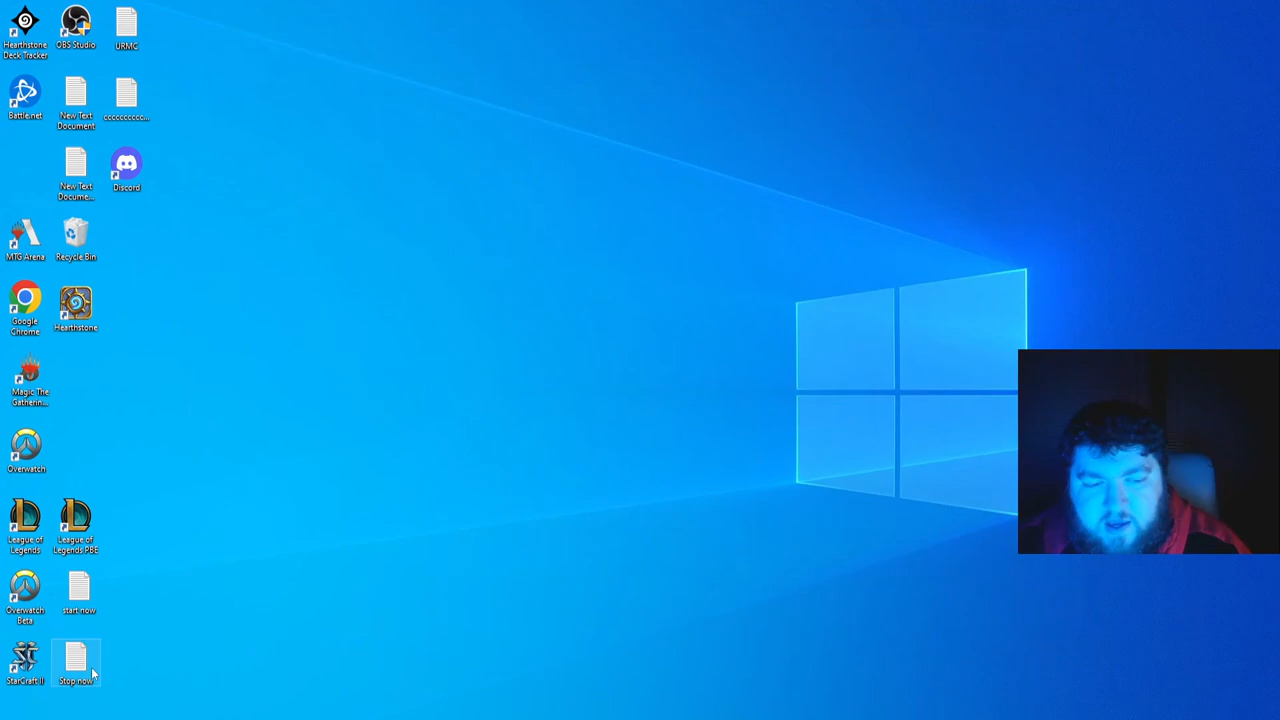 Hearthstone
Deck Tracker
OBS Studio
URMC
Battle.net
New Text
Document
cccccccccc...
New Text
Docume...
Discord
MTG Arena
Recycle Bin
Google
Chrome
Hearthstone
Magic The
Gatherin...
Overwatch
League of
Legends
League of
Legends PBE
Overwatch
Beta
start now
StarCraft II
Stop now